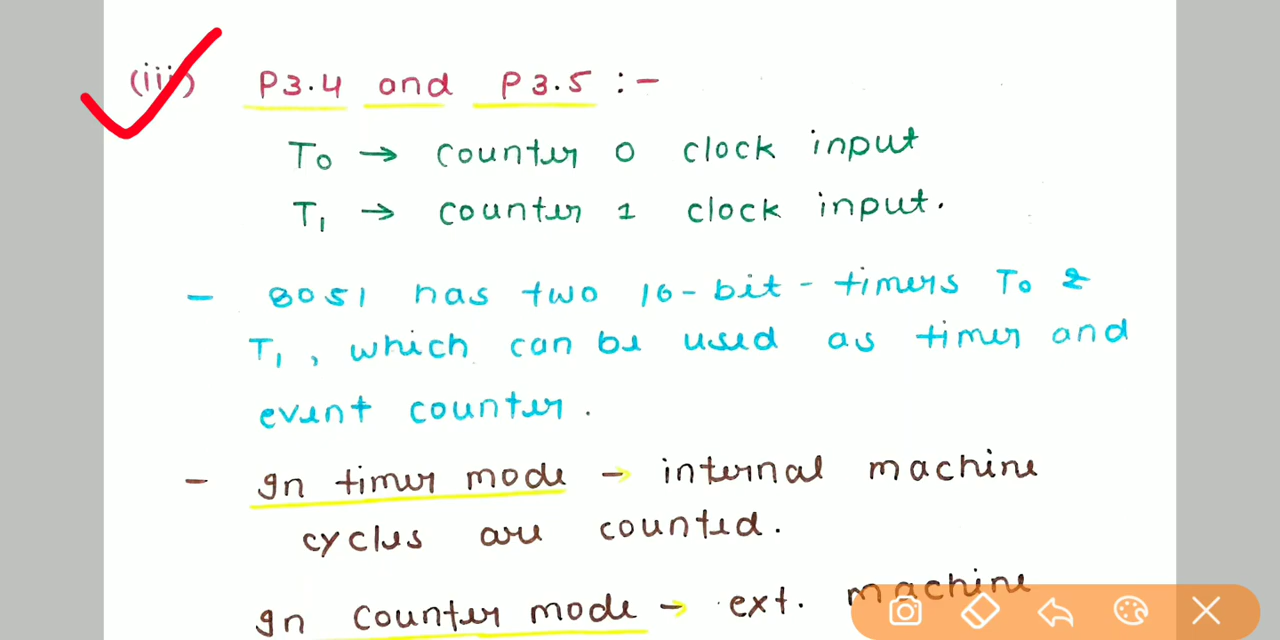 (iii) P3.4 and P3.5 :-
T0 → counter 0 clock input
T1 → counter 1 clock input.
- 8051 has two 16-bit-timers T0 &
T1, which can be used as timer and
event counter.
- In timer mode → internal machine
cycles are counted.
In counter mode → ext. machine